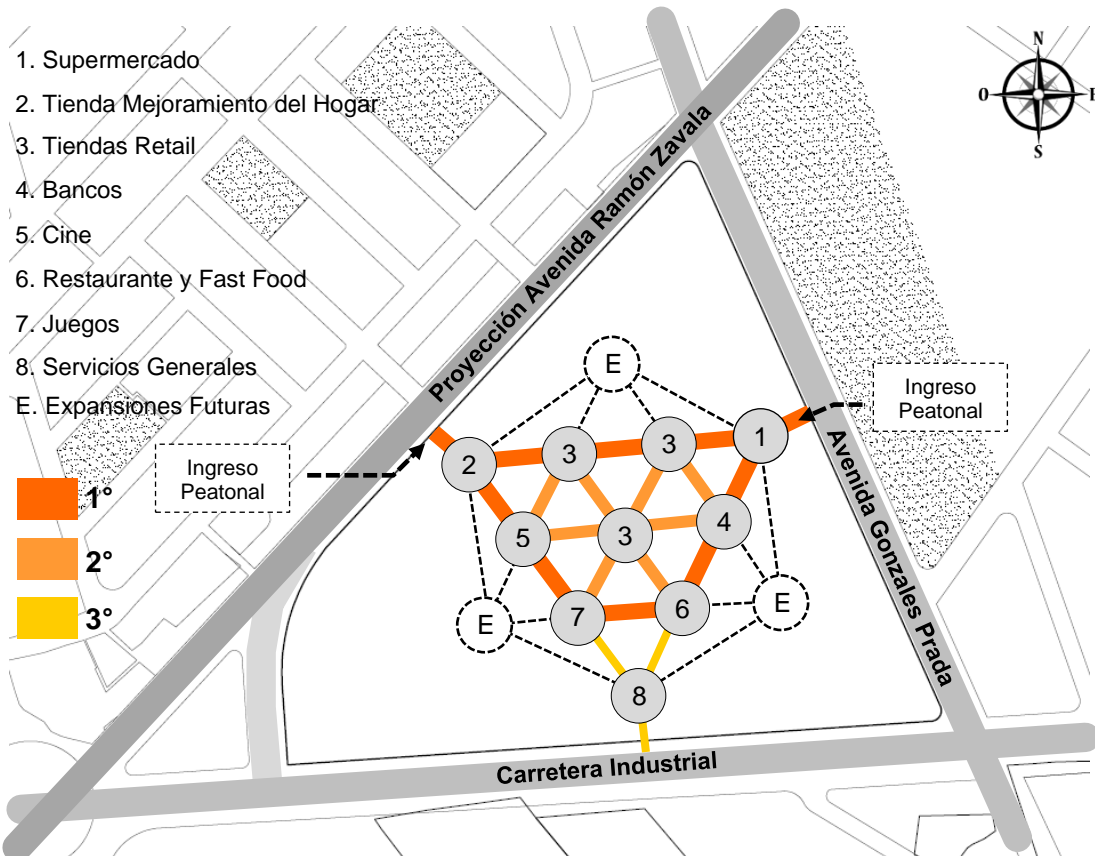 1. Supermercado
2. Tienda Mejoramiento del Hogar
3. Tiendas Retail
4. Bancos
5. Cine
6. Restaurante y Fast Food
7. Juegos
8. Servicios Generales
E. Expansiones Futuras
1°
2°
3°
Ingreso
Peatonal
Proyección Avenida Ramón Zavala
N
O
E
S
Ingreso
Peatonal
Avenida Gonzales Prada
Carretera Industrial
E
2
3
3
1
5
3
4
E
7
6
E
8